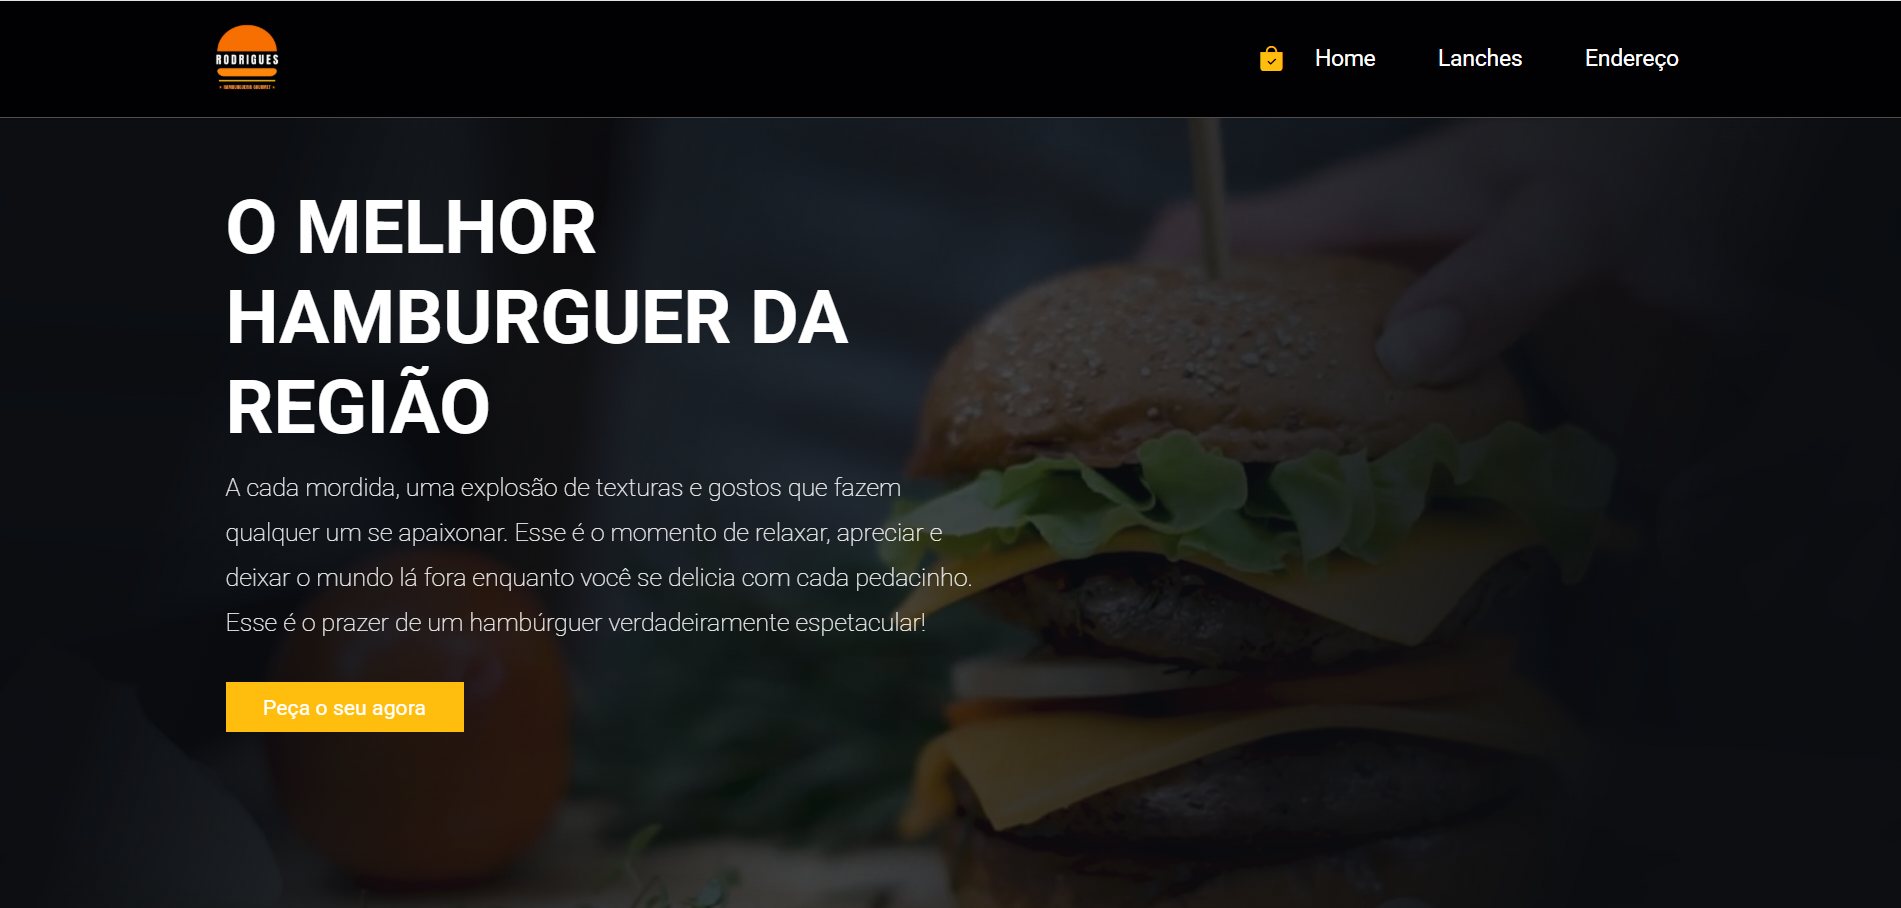 RODRIGUES
HAMBURGUERIA GOURMET
Home
Lanches
Endereço
O MELHOR
HAMBURGUER DA
REGIÃO
A cada mordida, uma explosão de texturas e gostos que fazem
qualquer um se apaixonar. Esse é o momento de relaxar, apreciar e
deixar o mundo lá fora enquanto você se delicia com cada pedacinho.
Esse é o prazer de um hambúrguer verdadeiramente espetacular!
Peça o seu agora